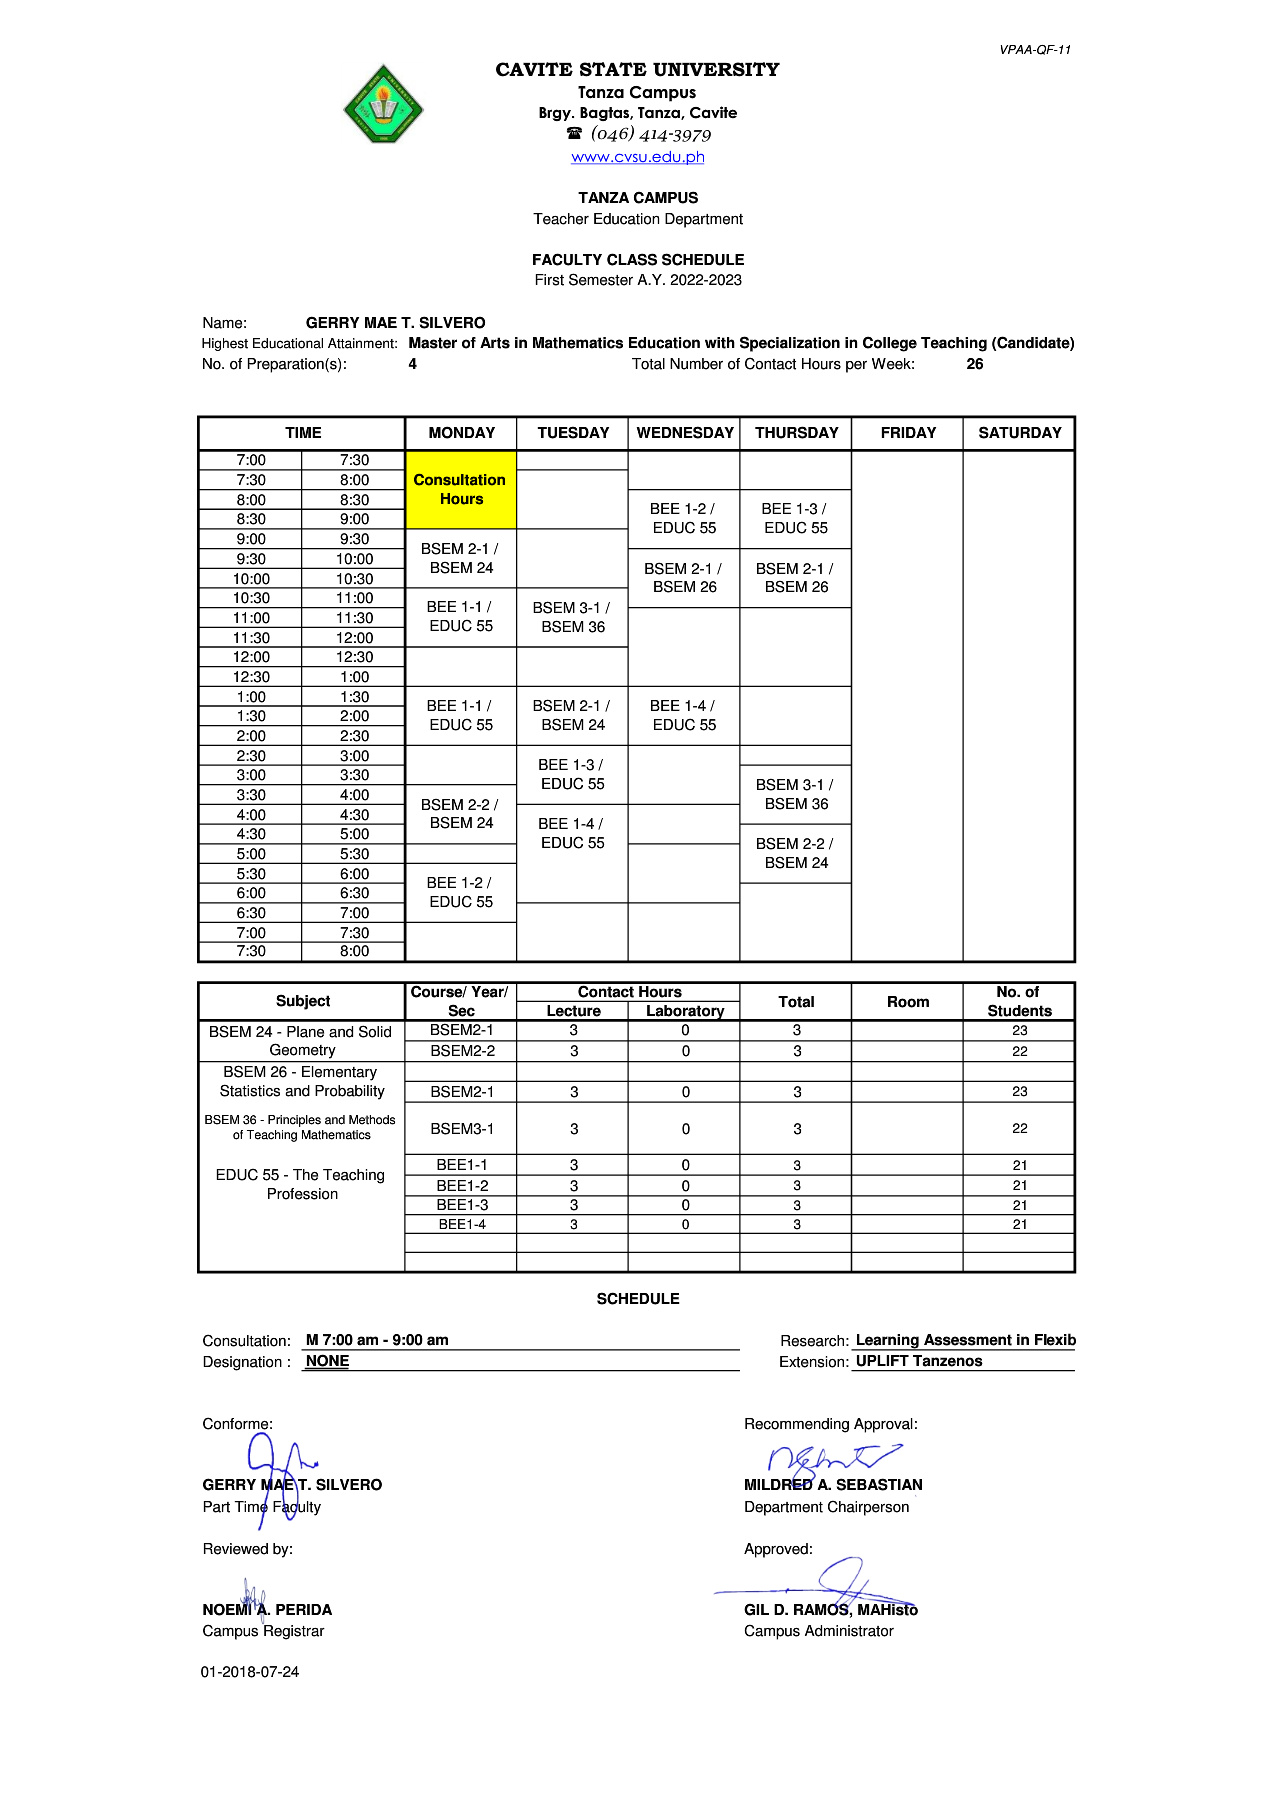 VPAA-QF-11
CAVITE STATE UNIVERSITY
Tanza Campus
Brgy. Bagtas, Tanza, Cavite
☎ (046) 414-3979
www.cvsu.edu.ph
TANZA CAMPUS
Teacher Education Department
FACULTY CLASS SCHEDULE
First Semester A.Y. 2022-2023
Name: GERRY MAE T. SILVERO
Highest Educational Attainment: Master of Arts in Mathematics Education with Specialization in College Teaching (Candidate)
No. of Preparation(s): 4 Total Number of Contact Hours per Week: 26
TIME MONDAY TUESDAY WEDNESDAY THURSDAY FRIDAY SATURDAY
7:00 7:30
7:30 8:00 Consultation
8:00 8:30 Hours BEE 1-2 / BEE 1-3 /
8:30 9:00 EDUC 55 EDUC 55
9:00 9:30 BSEM 2-1 /
9:30 10:00 BSEM 24 BSEM 2-1 / BSEM 2-1 /
10:00 10:30 BSEM 26 BSEM 26
10:30 11:00 BEE 1-1 / BSEM 3-1 /
11:00 11:30 EDUC 55 BSEM 36
11:30 12:00
12:00 12:30
12:30 1:00
1:00 1:30 BEE 1-1 / BSEM 2-1 / BEE 1-4 /
1:30 2:00 EDUC 55 BSEM 24 EDUC 55
2:00 2:30
2:30 3:00 BEE 1-3 /
3:00 3:30 EDUC 55 BSEM 3-1 /
3:30 4:00 BSEM 2-2 / BSEM 36
4:00 4:30 BSEM 24 BEE 1-4 /
4:30 5:00 EDUC 55 BSEM 2-2 /
5:00 5:30 BSEM 24
5:30 6:00 BEE 1-2 /
6:00 6:30 EDUC 55
6:30 7:00
7:00 7:30
7:30 8:00
Subject Course/ Year/ Sec Contact Hours Total Room No. of Students
Lecture Laboratory
BSEM 24 - Plane and Solid BSEM2-1 3 0 3 23
Geometry BSEM2-2 3 0 3 22
BSEM 26 - Elementary
Statistics and Probability BSEM2-1 3 0 3 23
BSEM 36 - Principles and Methods
of Teaching Mathematics BSEM3-1 3 0 3 22
BEE1-1 3 0 3 21
EDUC 55 - The Teaching BEE1-2 3 0 3 21
Profession BEE1-3 3 0 3 21
BEE1-4 3 0 3 21
SCHEDULE
Consultation: M 7:00 am - 9:00 am Research: Learning Assessment in Flexib
Designation : NONE Extension: UPLIFT Tanzenos
Conforme: Recommending Approval:
GERRY MAE T. SILVERO MILDRED A. SEBASTIAN
Part Time Faculty Department Chairperson
Reviewed by: Approved:
NOEMI A. PERIDA GIL D. RAMOS, MAHisto
Campus Registrar Campus Administrator
01-2018-07-24